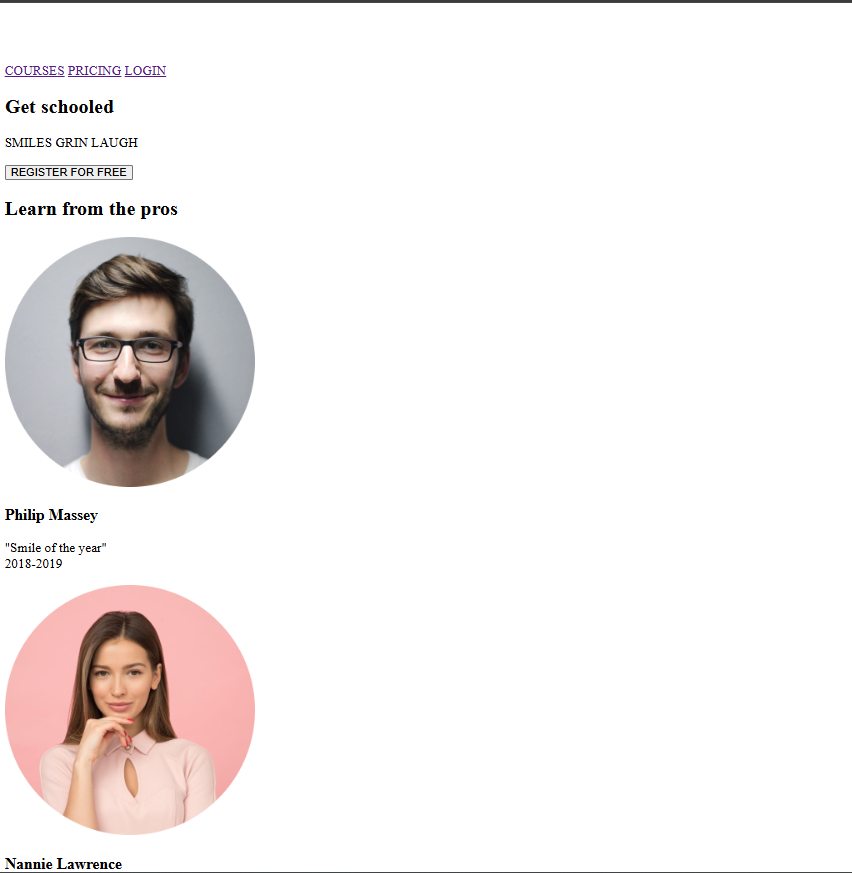 COURSES PRICING LOGIN
Get schooled
SMILES GRIN LAUGH
REGISTER FOR FREE
Learn from the pros
Philip Massey
"Smile of the year"
2018-2019
Nannie Lawrence